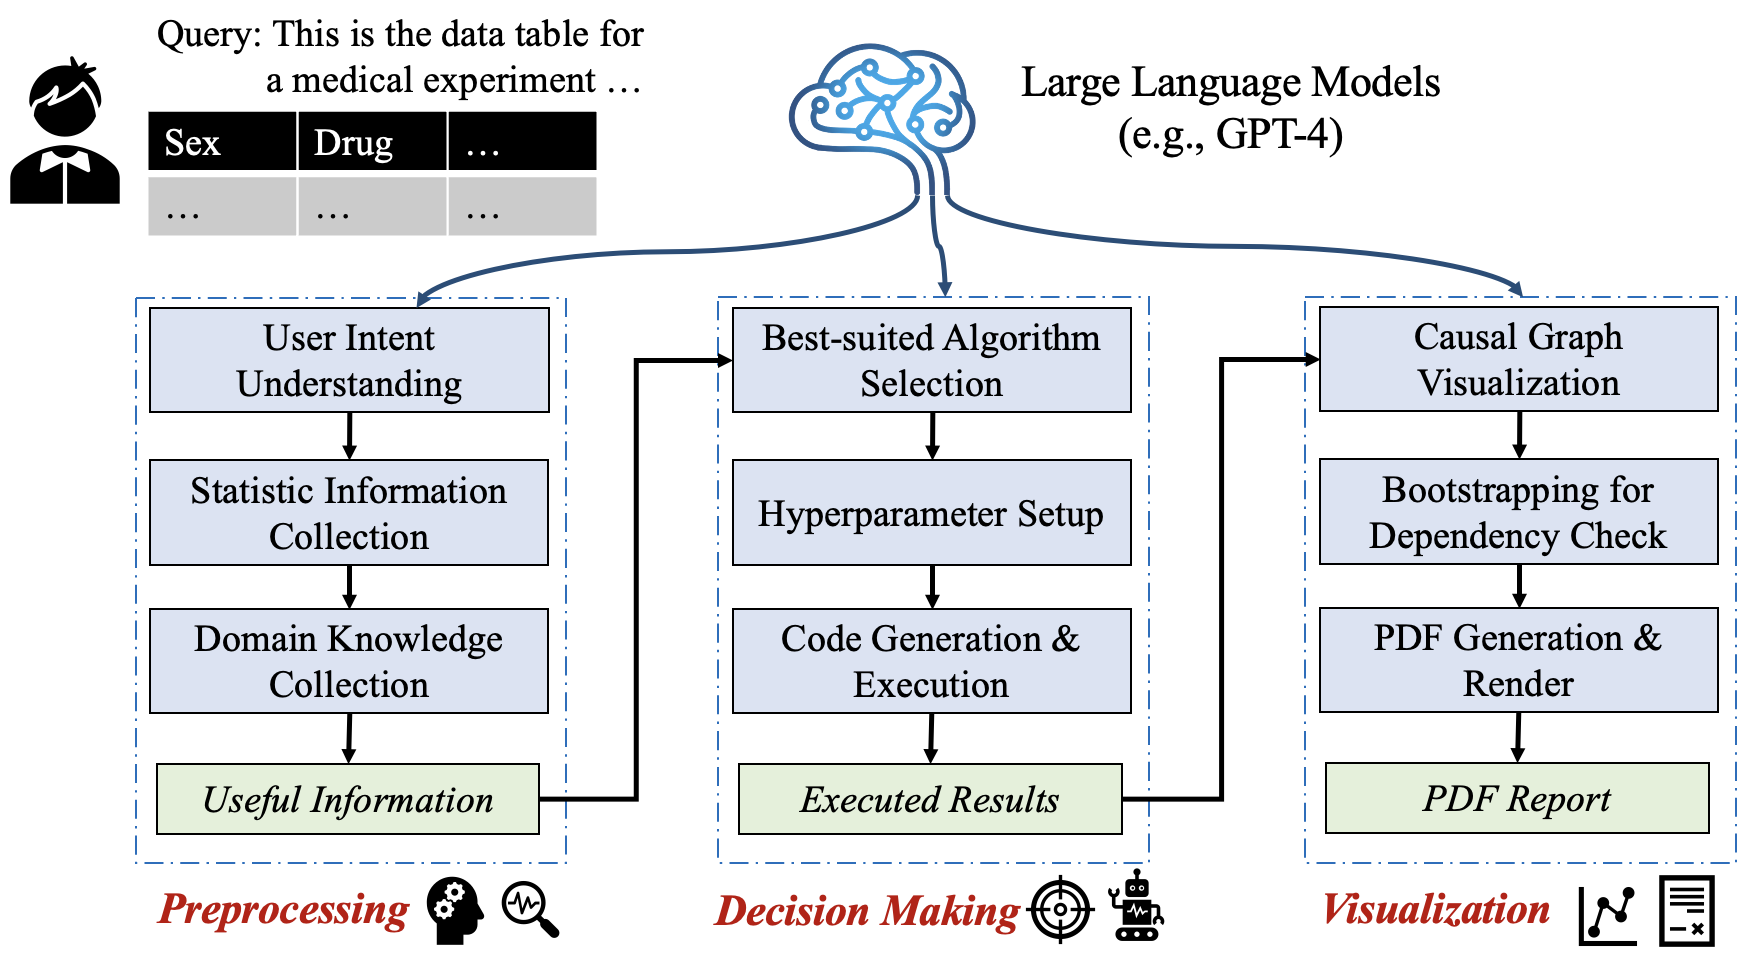 Query: This is the data table for
a medical experiment …
Sex Drug …
… … …
Large Language Models
(e.g., GPT-4)
User Intent
Understanding
Statistic Information
Collection
Domain Knowledge
Collection
Useful Information
Preprocessing
Best-suited Algorithm
Selection
Hyperparameter Setup
Code Generation &
Execution
Executed Results
Decision Making
Causal Graph
Visualization
Bootstrapping for
Dependency Check
PDF Generation &
Render
PDF Report
Visualization